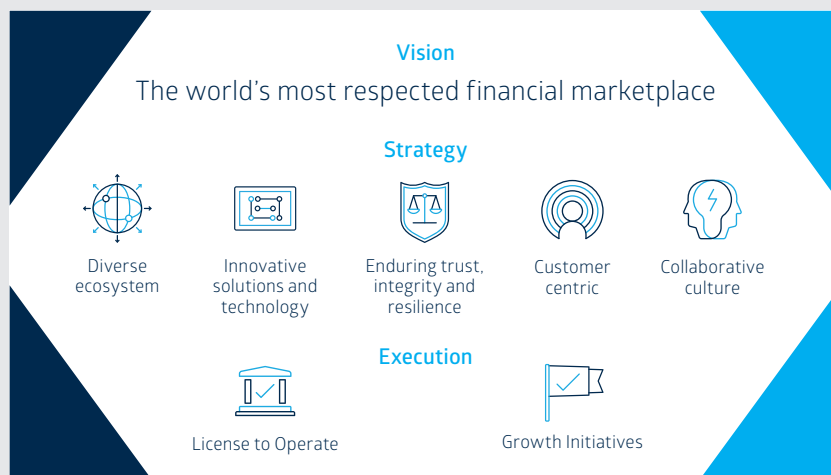 Vision
The world's most respected financial marketplace
Strategy
Diverse
ecosystem
Innovative
solutions and
technology
Enduring trust,
integrity and
resilience
Customer
centric
Collaborative
culture
Execution
License to Operate
Growth Initiatives